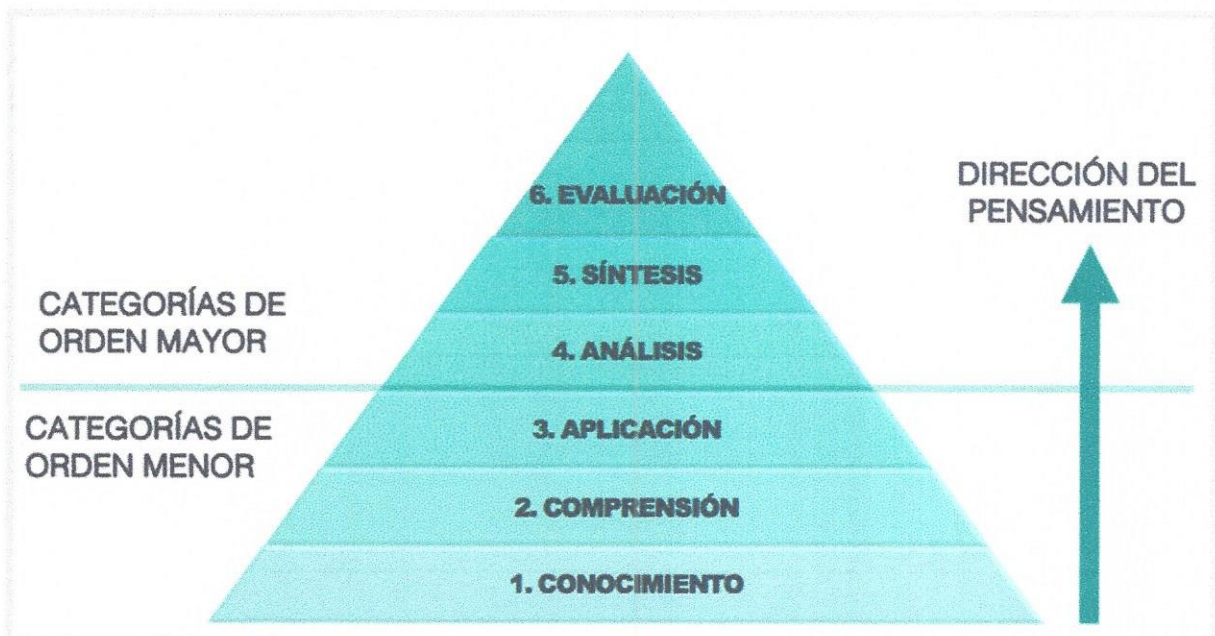 6. EVALUACIÓN
DIRECCIÓN DEL
PENSAMIENTO
5. SÍNTESIS
CATEGORÍAS DE
ORDEN MAYOR
4. ANÁLISIS
CATEGORÍAS DE
ORDEN MENOR
3. APLICACIÓN
2. COMPRENSIÓN
1. CONOCIMIENTO